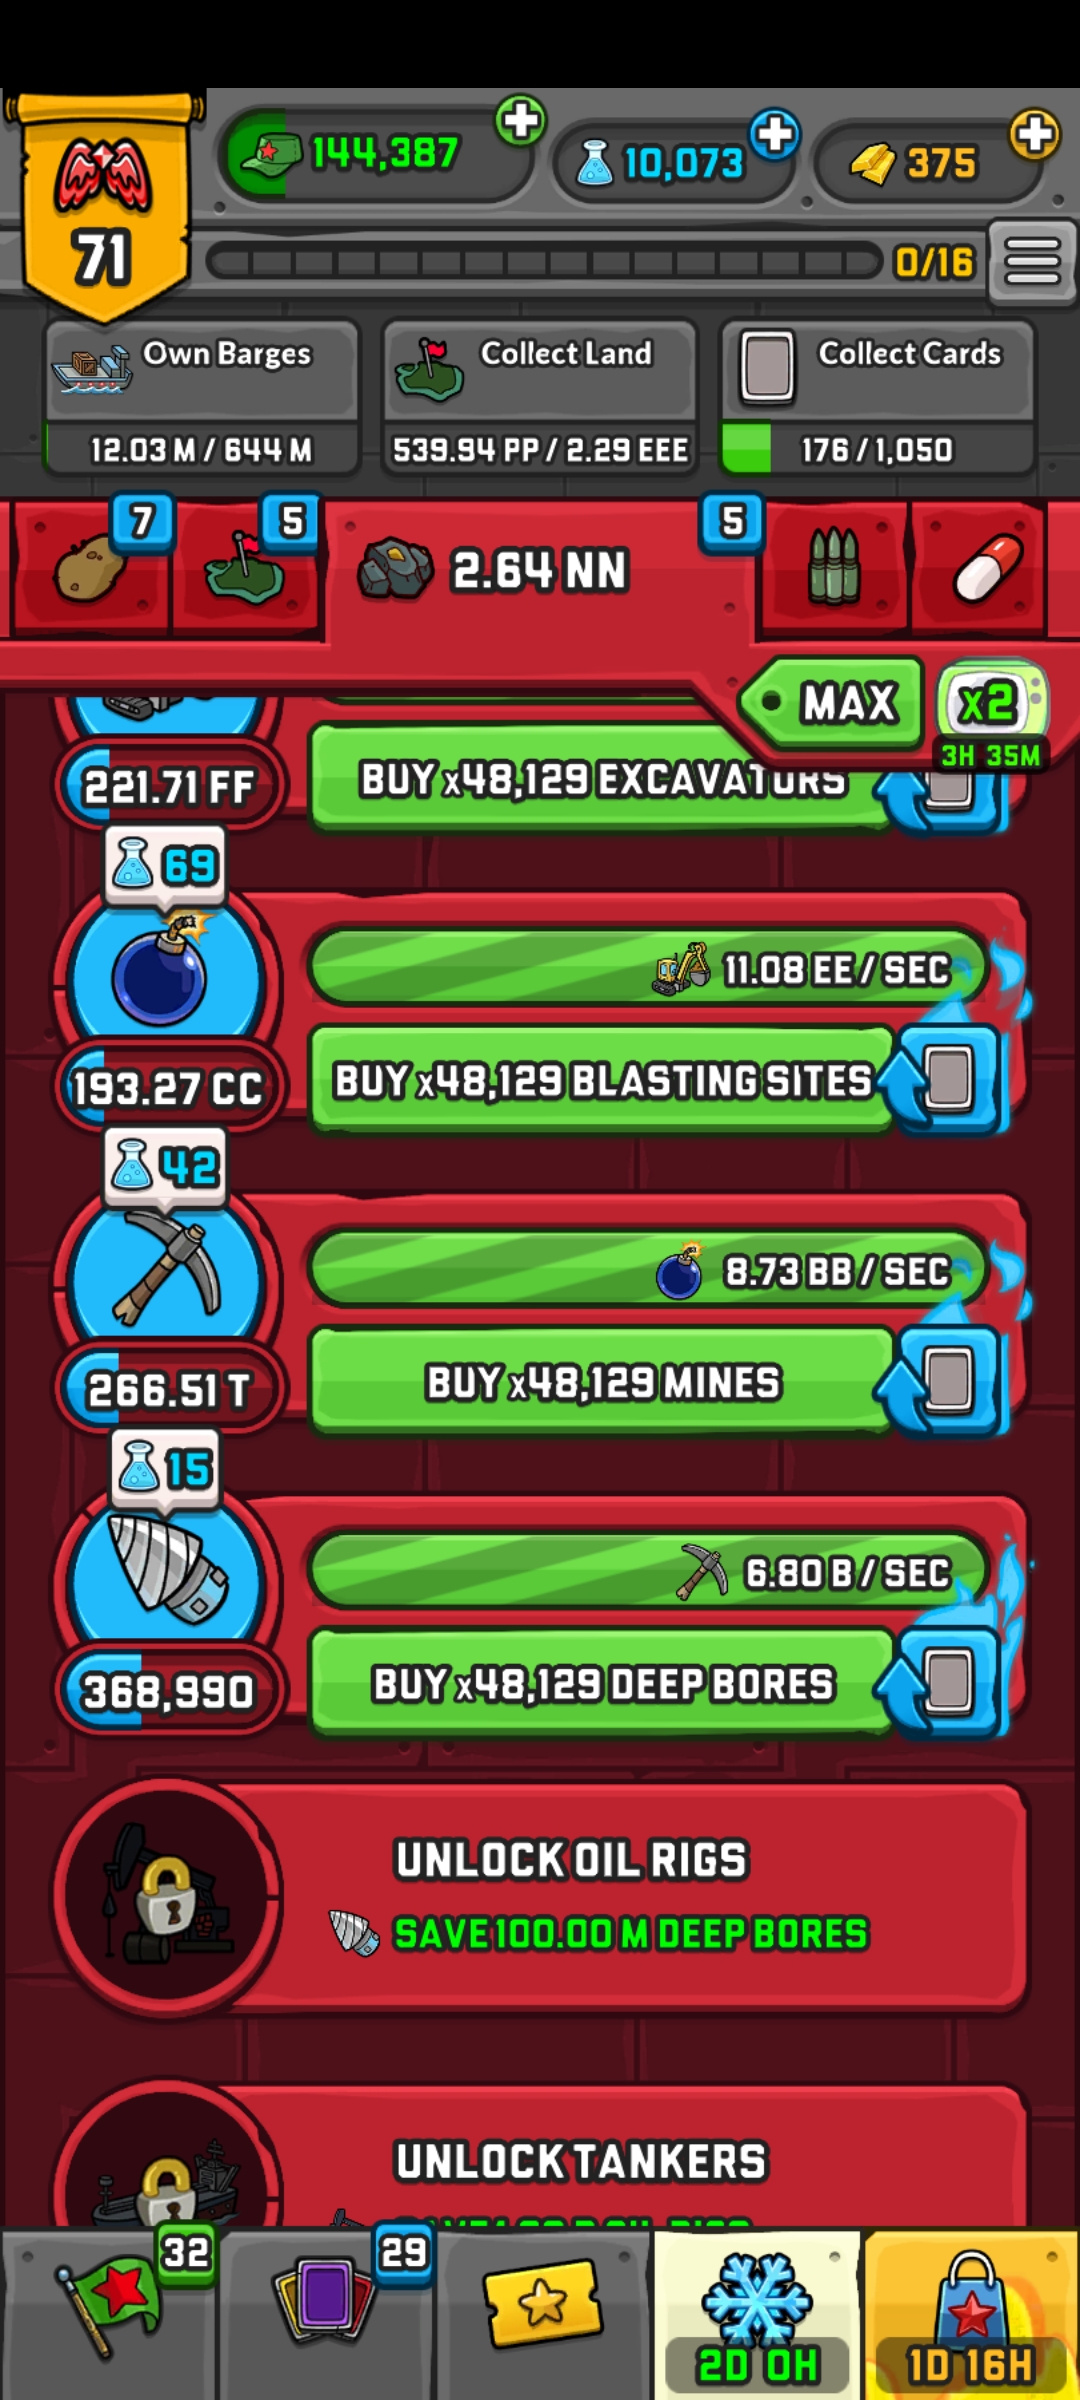 144,387
10,073
375
71
0/16
Own Barges
12.03 M / 644 M
Collect Land
539.94 PP / 2.29 EEE
Collect Cards
176 / 1,050
7
5
2.64 NN
5
MAX
x2
3H 35M
221.71 FF
BUY x48,129 EXCAVATORS
69
11.08 EE / SEC
193.27 CC
BUY x48,129 BLASTING SITES
42
8.73 BB / SEC
266.51 T
BUY x48,129 MINES
15
6.80 B / SEC
368,990
BUY x48,129 DEEP BORES
UNLOCK OIL RIGS
SAVE 100.00 M DEEP BORES
UNLOCK TANKERS
32
29
2D 0H
1D 16H